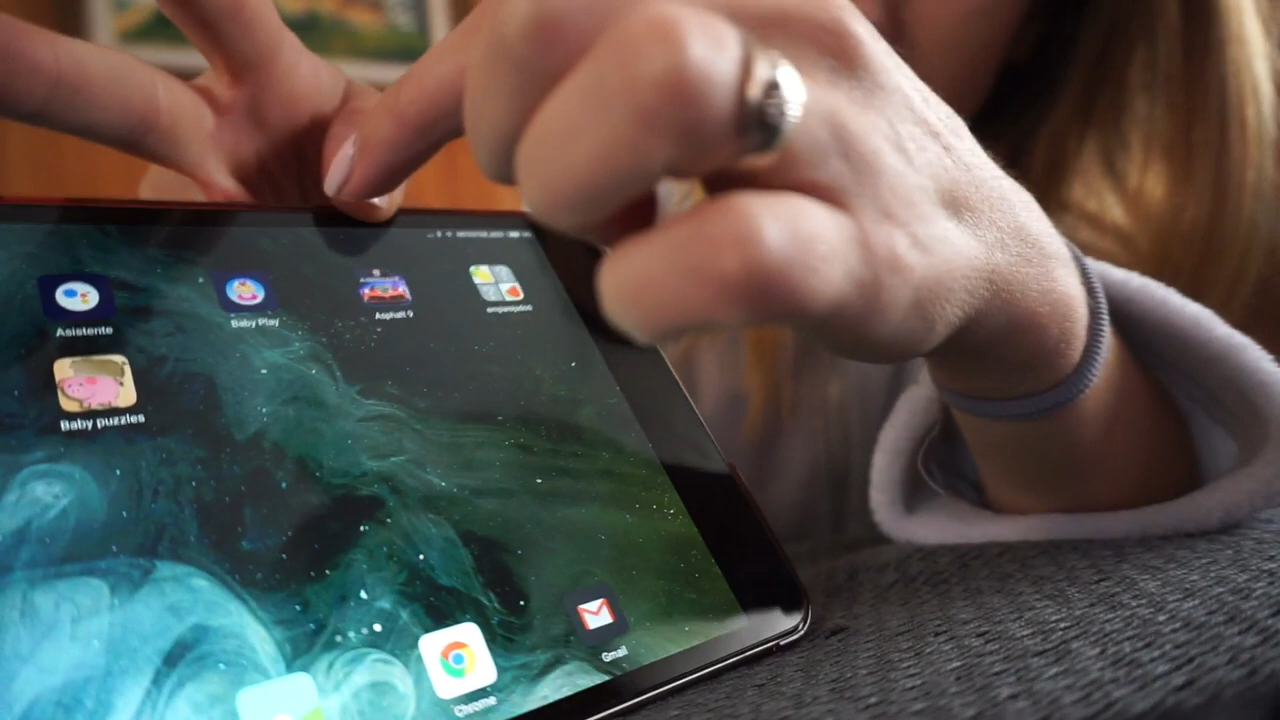 Asistente
Baby Play
Asphalt 9
Baby puzzles
Gmail
Chrome